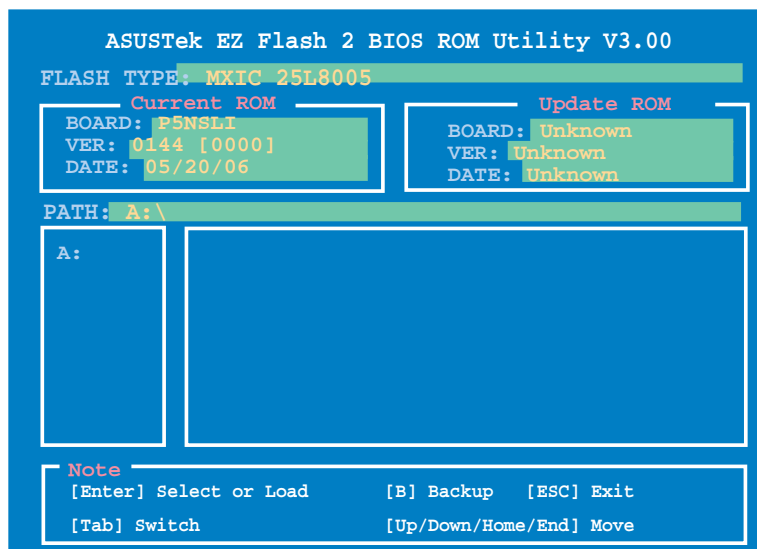 ASUSTek EZ Flash 2 BIOS ROM Utility V3.00
FLASH TYPE: MXIC 25L8005
Current ROM
BOARD: P5NSLI
VER: 0144 [0000]
DATE: 05/20/06
Update ROM
BOARD: Unknown
VER: Unknown
DATE: Unknown
PATH: A:\
A:
Note
[Enter] Select or Load [B] Backup [ESC] Exit
[Tab] Switch [Up/Down/Home/End] Move